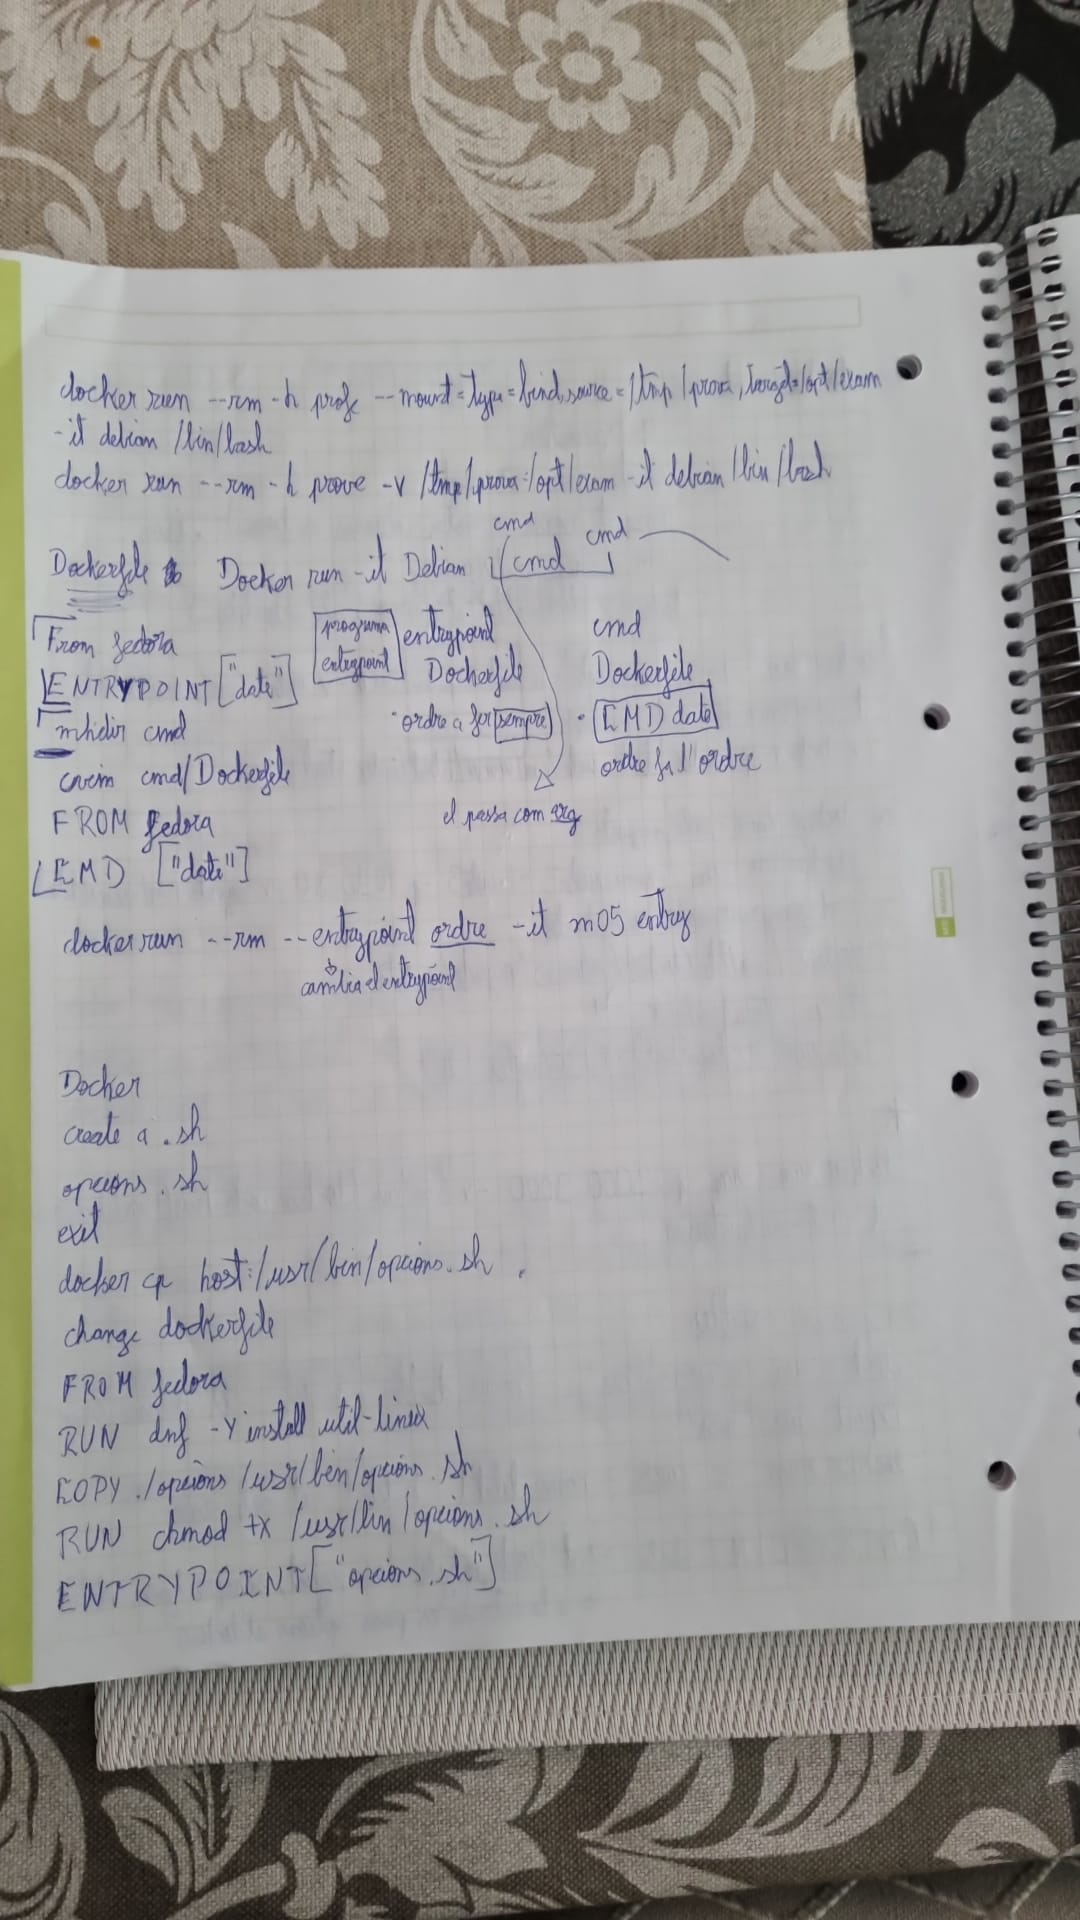 docker run --rm -h profe --mount=type=bind,source=/tmp/prova,target=/opt/exam
-it debian /bin/bash
docker run --rm -h prove -v /tmp/prova:/opt/exam -it debian /bin/bash
cmd
cmd
Dockerfile Docker run -it Debian cmd
From fedora
ENTRYPOINT ["date"]
mkdir cmd
cvim cmd/Dockerfile
FROM fedora
CMD ["date"]
programa
entrypoint
entrypoint
Dockerfile
· ordre a fer sempre
el passa com arg
cmd
Dockerfile
· CMD date
ordre fa l'ordre
docker run --rm --entrypoint ordre -it m05 entry
cambia el entrypoint
Docker
create a .sh
opcions.sh
exit
docker cp host:/usr/bin/opcions.sh .
change dockerfile
FROM fedora
RUN dnf -Y install util-linux
COPY ./opcions /usr/bin/opcions.sh
RUN chmod +x /usr/bin/opcions.sh
ENTRYPOINT ["opcions.sh"]